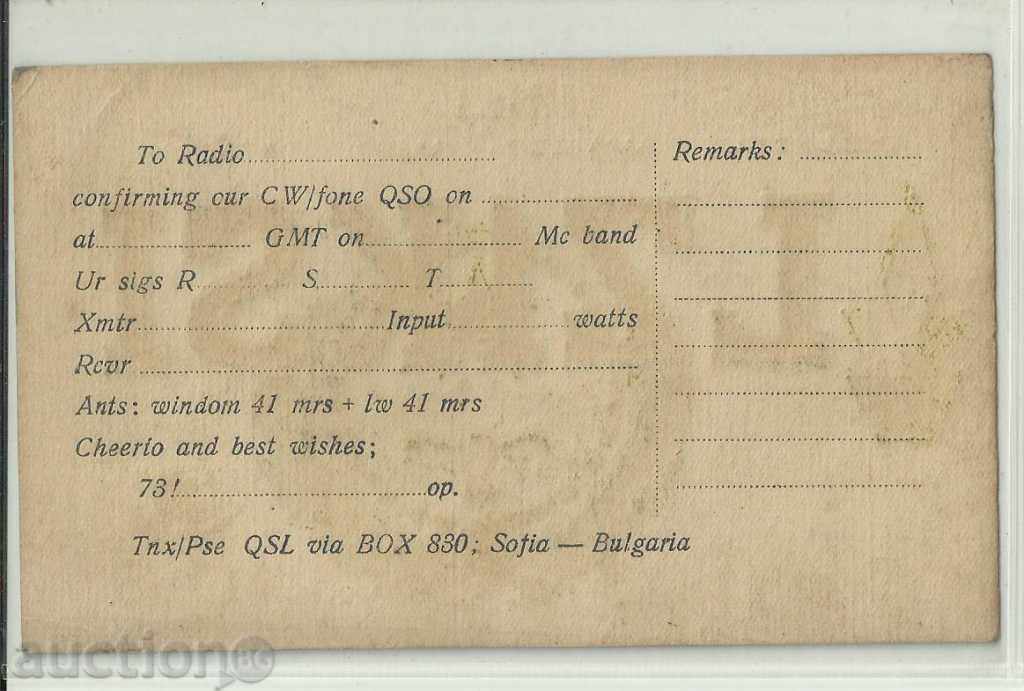 To Radio
confirming cur CW/fone QSO on
at GMT on Mc band
Ur sigs R S T
Xmtr Input watts
Rcvr
Ants: windom 41 mrs + lw 41 mrs
Cheerio and best wishes;
73! op.
Tnx/Pse QSL via BOX 830; Sofia — Bulgaria
Remarks:
auction BG